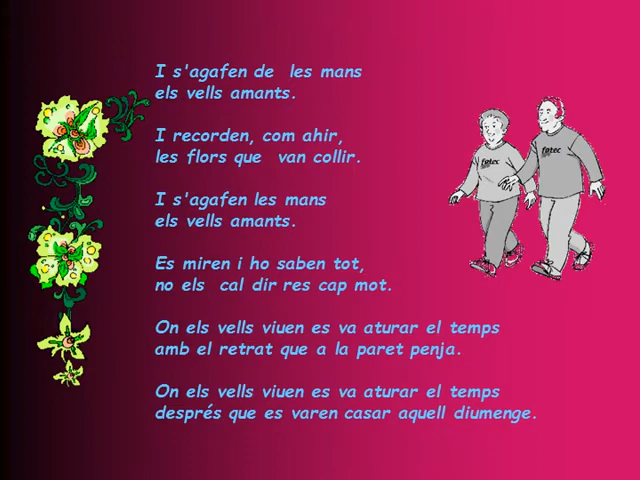 I s'agafen de les mans
els vells amants.
I recorden, com ahir,
les flors que van collir.
I s'agafen les mans
els vells amants.
Es miren i ho saben tot,
no els cal dir res cap mot.
On els vells viuen es va aturar el temps
amb el retrat que a la paret penja.
On els vells viuen es va aturar el temps
després que es varen casar aquell diumenge.
fatec
fatec